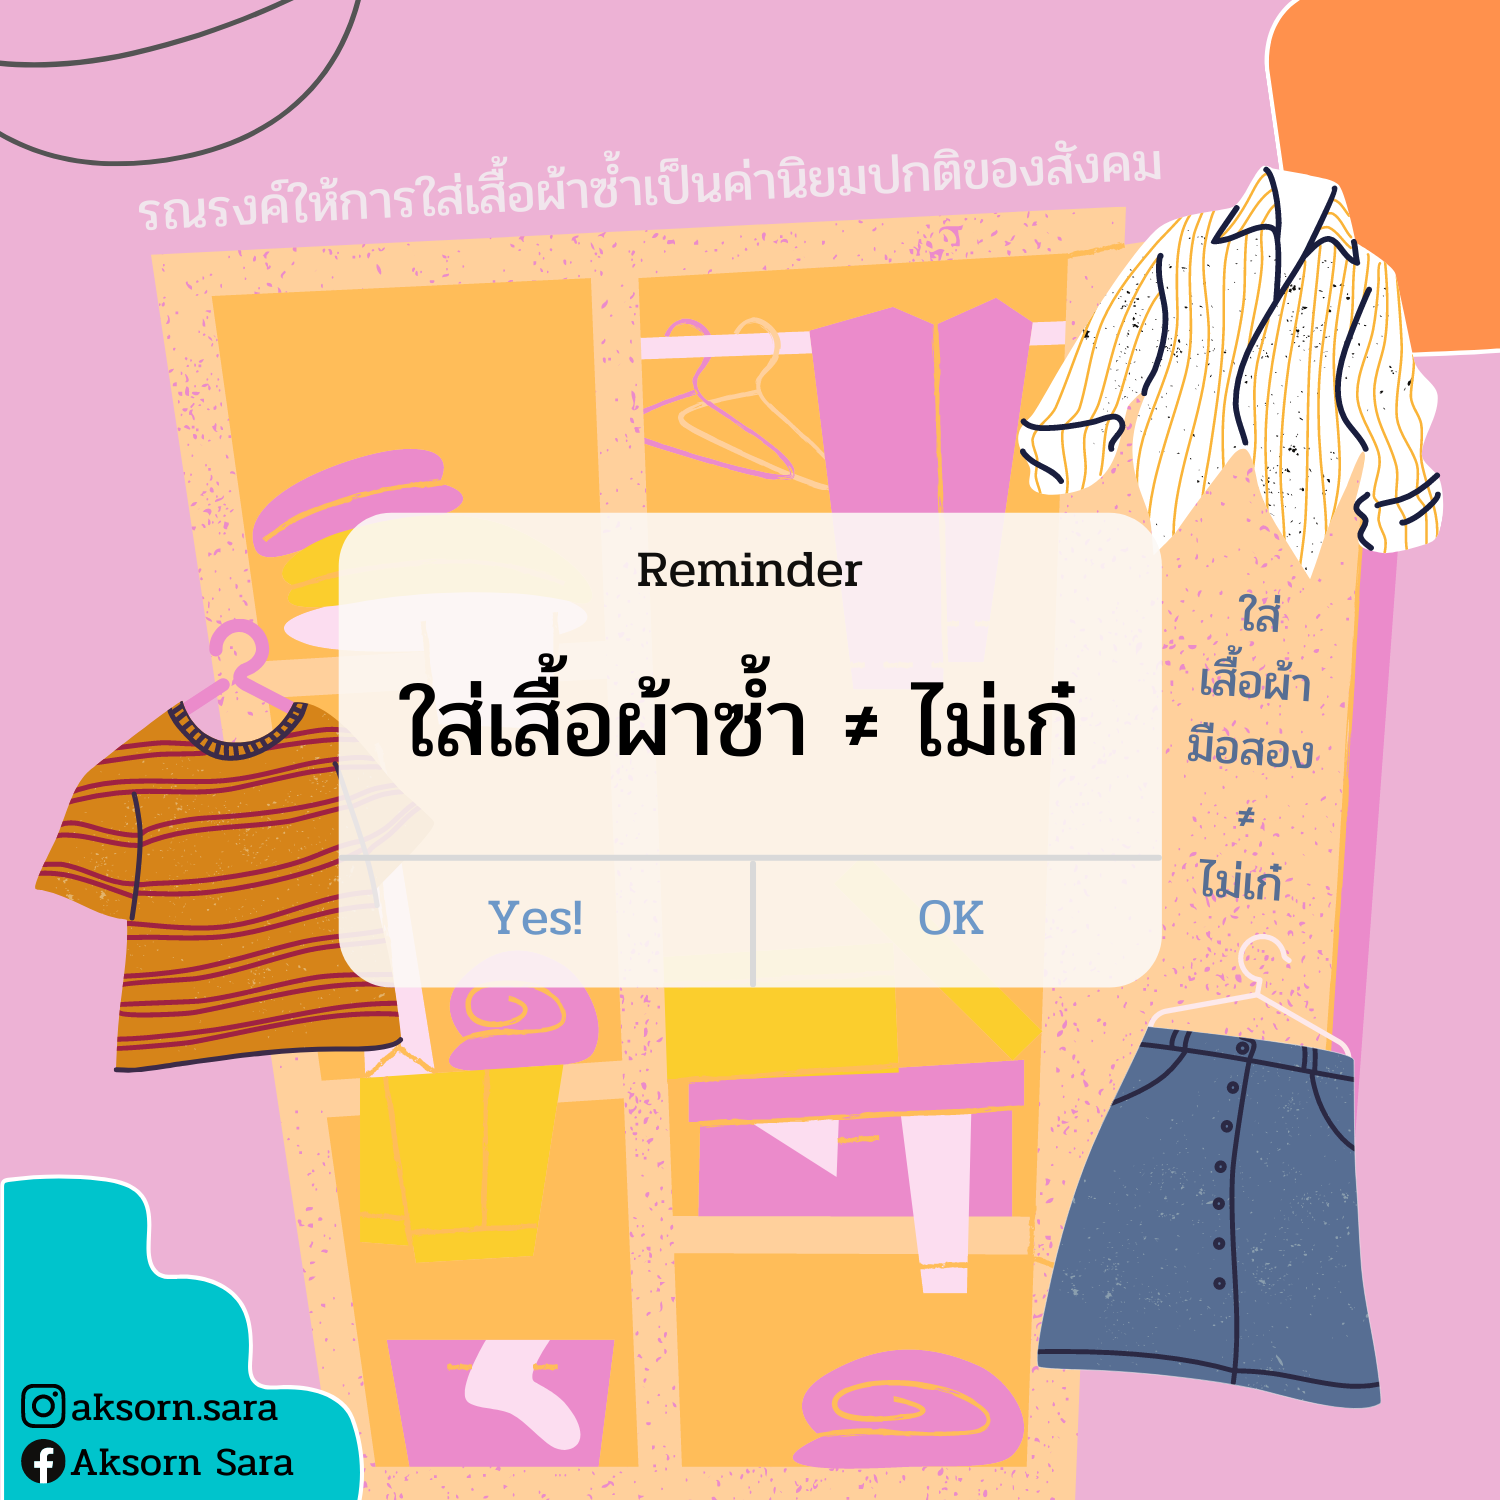 รณรงค์ให้การใส่เสื้อผ้าซ้ำเป็นค่านิยมปกติของสังคม
Reminder
ใส่เสื้อผ้าซ้ำ ≠ ไม่เก๋
Yes!
OK
ใส่
เสื้อผ้า
มือสอง
≠
ไม่เก๋
aksorn.sara
Aksorn Sara